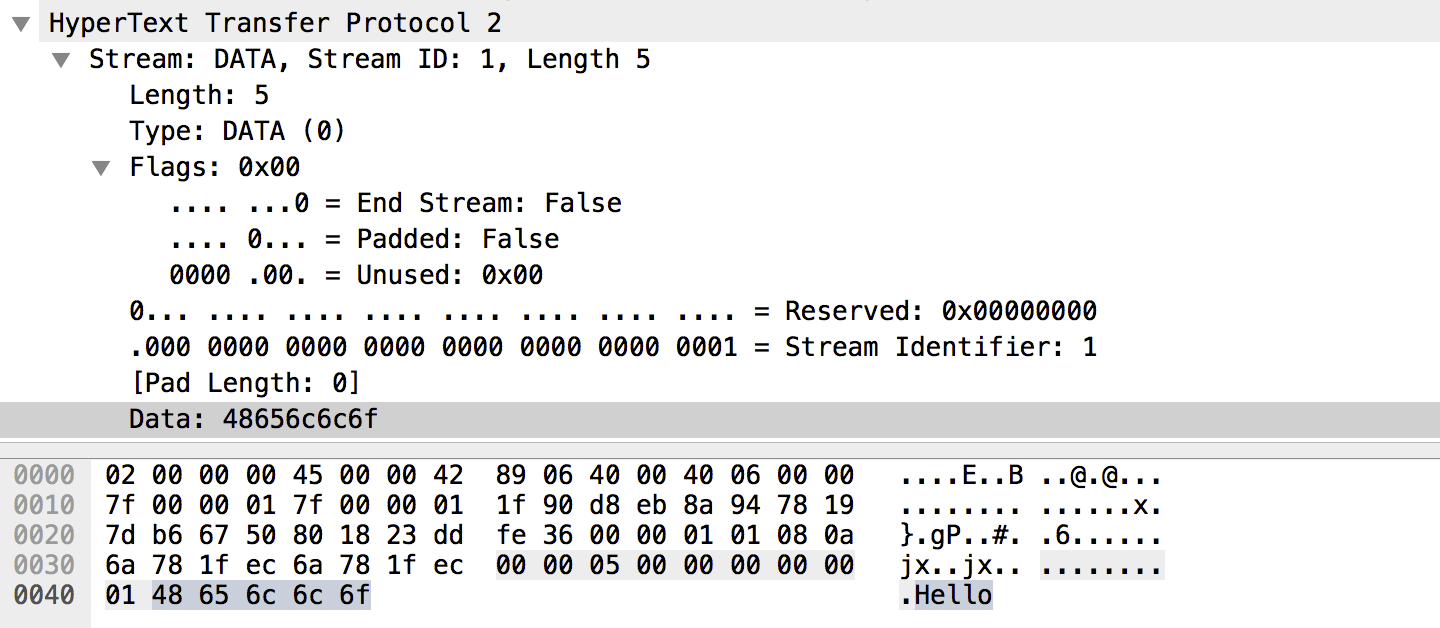 HyperText Transfer Protocol 2
Stream: DATA, Stream ID: 1, Length 5
Length: 5
Type: DATA (0)
Flags: 0x00
.... ...0 = End Stream: False
.... 0... = Padded: False
0000 .00. = Unused: 0x00
0... .... .... .... .... .... .... .... = Reserved: 0x00000000
.000 0000 0000 0000 0000 0000 0000 0001 = Stream Identifier: 1
[Pad Length: 0]
Data: 48656c6c6f
0000 02 00 00 00 45 00 00 42 89 06 40 00 40 06 00 00 ....E..B ..@.@...
0010 7f 00 00 01 7f 00 00 01 1f 90 d8 eb 8a 94 78 19 ........ ......x.
0020 7d b6 67 50 80 18 23 dd fe 36 00 00 01 01 08 0a }.gP..#. .6......
0030 6a 78 1f ec 6a 78 1f ec 00 00 05 00 00 00 00 00 jx..jx.. ........
0040 01 48 65 6c 6c 6f .Hello